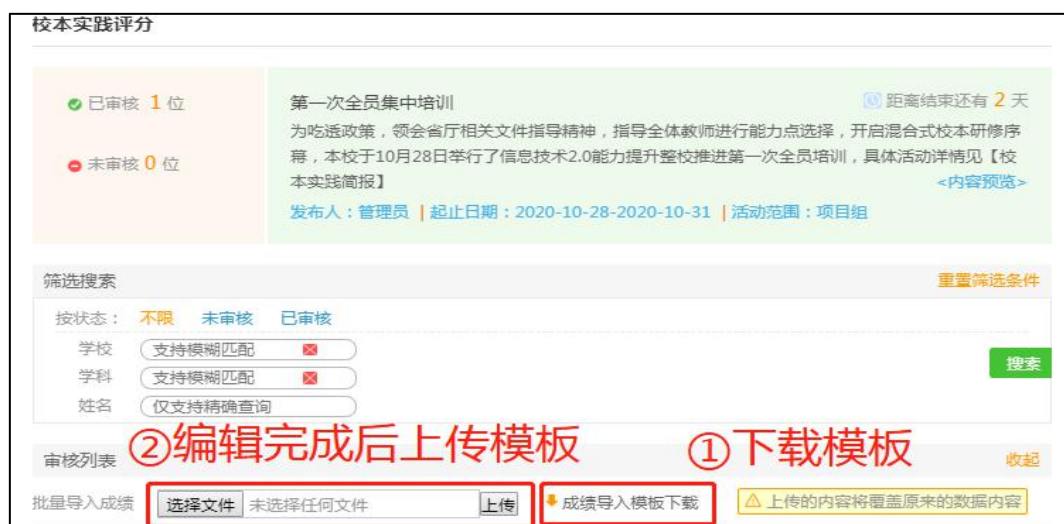 校本实践评分
已审核 1 位
未审核 0 位
第一次全员集中培训
距离结束还有 2 天
为吃透政策，领会省厅相关文件指导精神，指导全体教师进行能力点选择，开启混合式校本研修序
幕，本校于10月28日举行了信息技术2.0能力提升整校推进第一次全员培训，具体活动详情见【校
本实践简报】
<内容预览>
发布人：管理员 | 起止日期：2020-10-28-2020-10-31 | 活动范围：项目组
筛选搜索 重置筛选条件
按状态： 不限 未审核 已审核
学校 支持模糊匹配
搜索
学科 支持模糊匹配
姓名 仅支持精确查询
②编辑完成后上传模板 ①下载模板
审核列表 收起
批量导入成绩 选择文件 未选择任何文件 上传 成绩导入模板下载 上传的内容将覆盖原来的数据内容